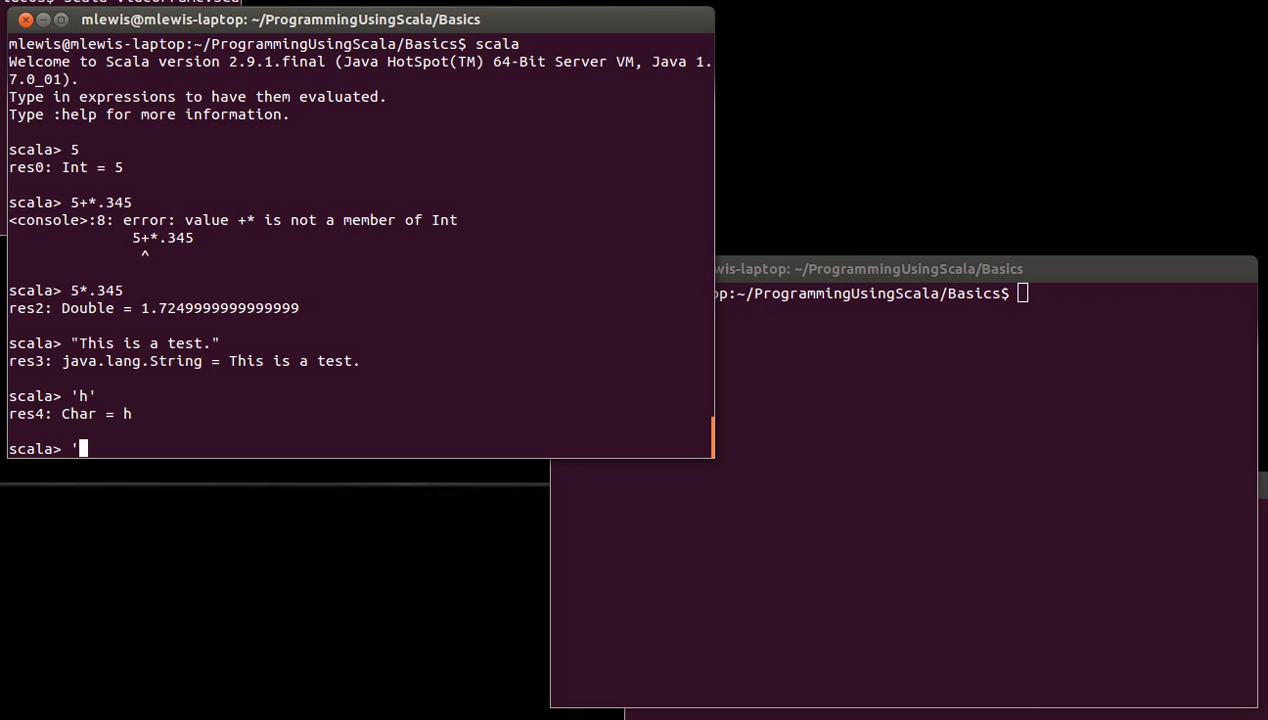 mlewis@mlewis-laptop: ~/ProgrammingUsingScala/Basics
mlewis@mlewis-laptop:~/ProgrammingUsingScala/Basics$ scala
Welcome to Scala version 2.9.1.final (Java HotSpot(TM) 64-Bit Server VM, Java 1.
7.0_01).
Type in expressions to have them evaluated.
Type :help for more information.
scala> 5
res0: Int = 5
scala> 5+*.345
<console>:8: error: value +* is not a member of Int
5+*.345
^
scala> 5*.345
res2: Double = 1.7249999999999999
scala> "This is a test."
res3: java.lang.String = This is a test.
scala> 'h'
res4: Char = h
scala> '
wis-laptop: ~/ProgrammingUsingScala/Basics
op:~/ProgrammingUsingScala/Basics$